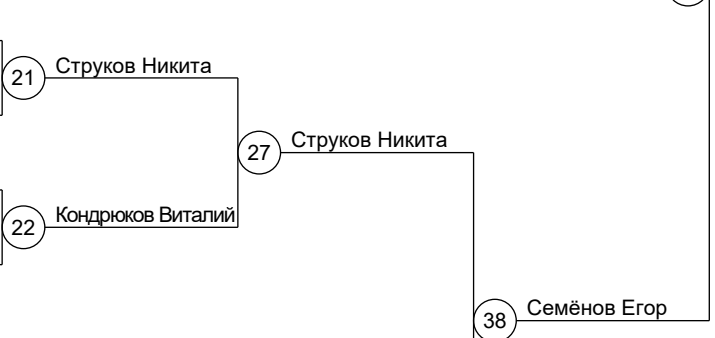 Струков Никита
21
Струков Никита
27
Кондрюков Виталий
22
Семёнов Егор
38